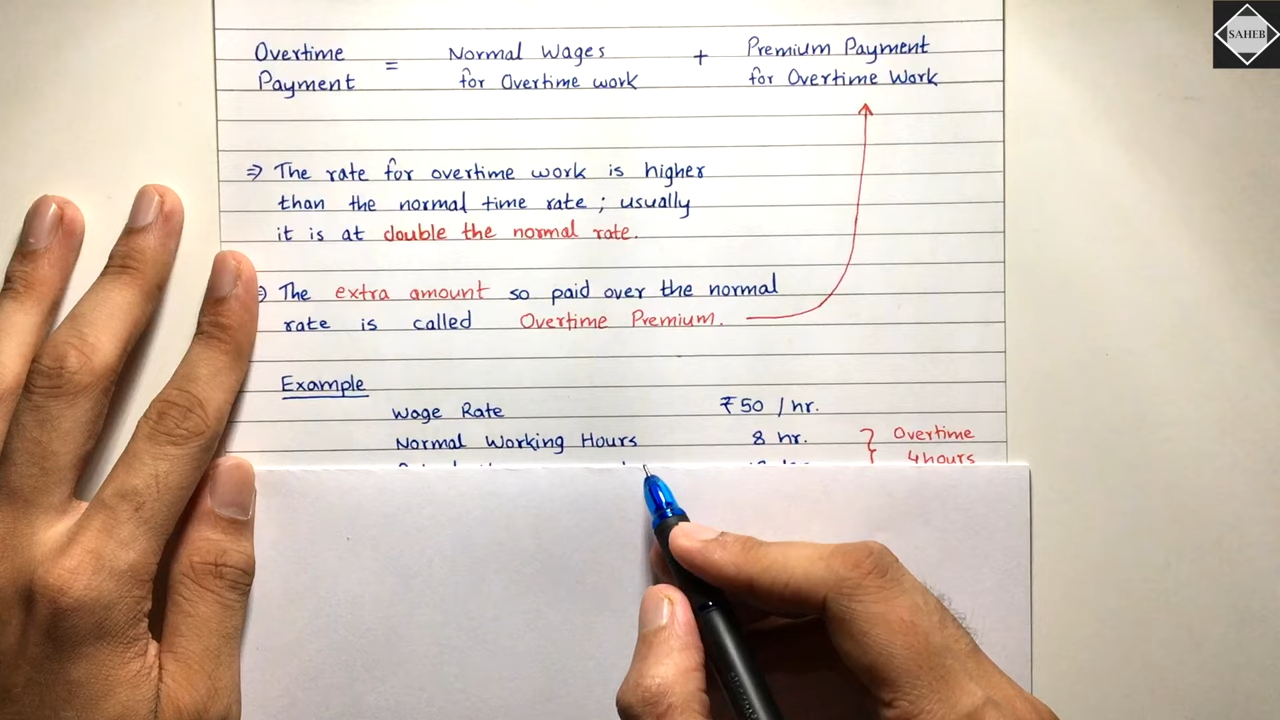 SAHEB
Overtime Payment = Normal Wages for Overtime work + Premium Payment for Overtime Work
⇒ The rate for overtime work is higher
than the normal time rate ; usually
it is at double the normal rate.
⇒ The extra amount so paid over the normal
rate is called Overtime Premium.
Example
Wage Rate ₹50 / hr.
Normal Working Hours 8 hr.
Overtime
4 hours